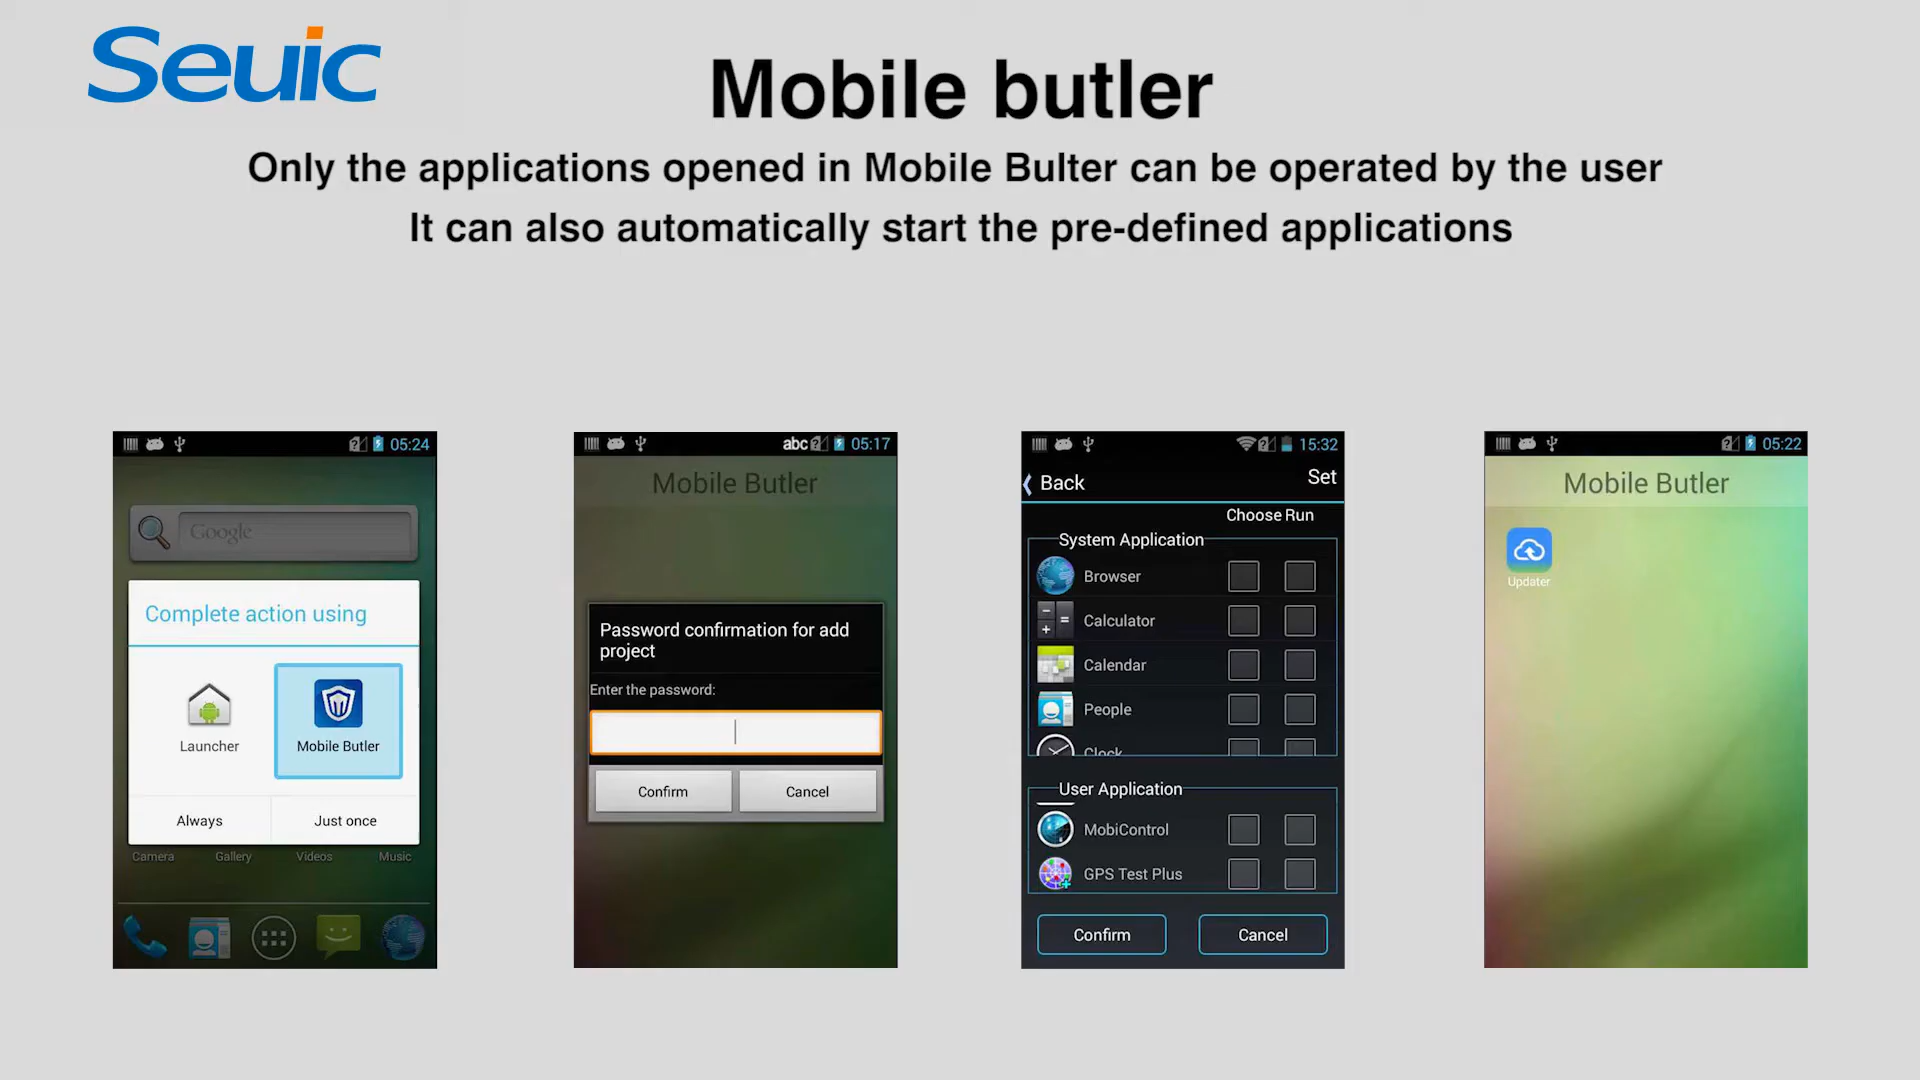 Seuic
Mobile butler
Only the applications opened in Mobile Bulter can be operated by the user
It can also automatically start the pre-defined applications
05:24
Google
Complete action using
Launcher
Mobile Butler
Always
Just once
Camera
Gallery
Videos
Music
abc
05:17
Mobile Butler
Password confirmation for add
project
Enter the password:
Confirm
Cancel
15:32
Back
Set
Choose Run
System Application
Browser
Calculator
Calendar
People
Clock
User Application
MobiControl
GPS Test Plus
Confirm
Cancel
05:22
Mobile Butler
Updater